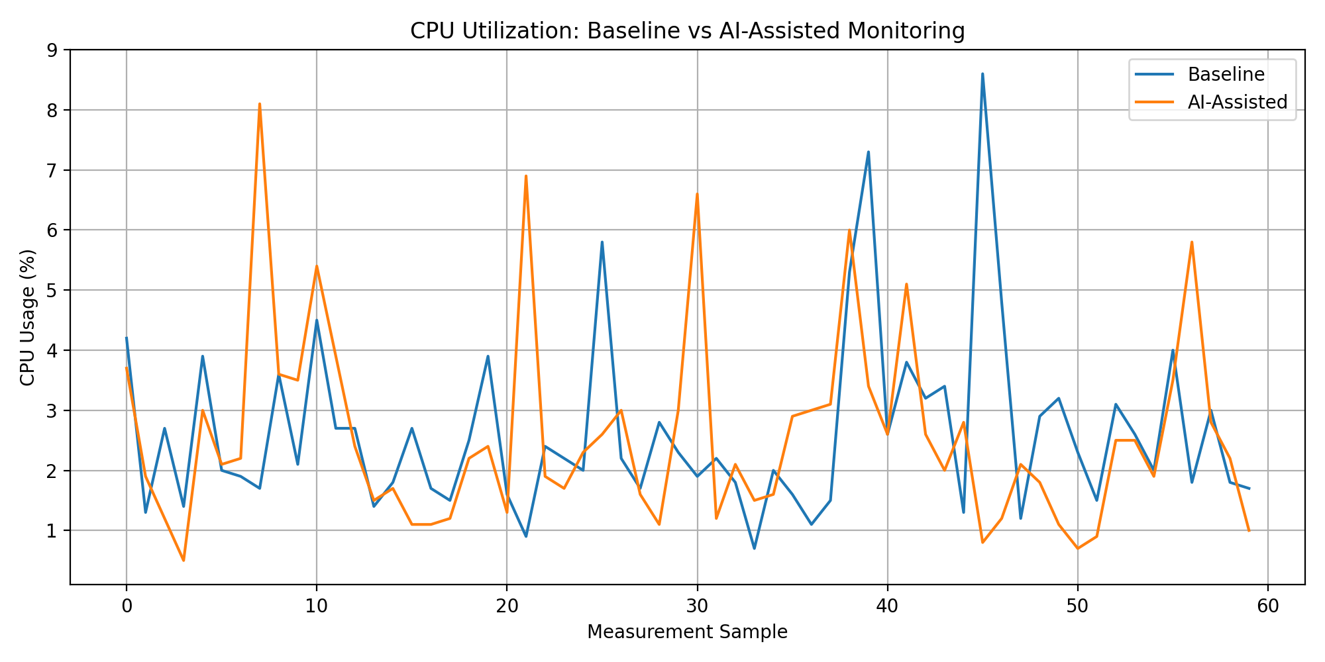 CPU Utilization: Baseline vs AI-Assisted Monitoring
Baseline
AI-Assisted
CPU Usage (%)
9
8
7
6
5
4
3
2
1
0 10 20 30 40 50 60
Measurement Sample